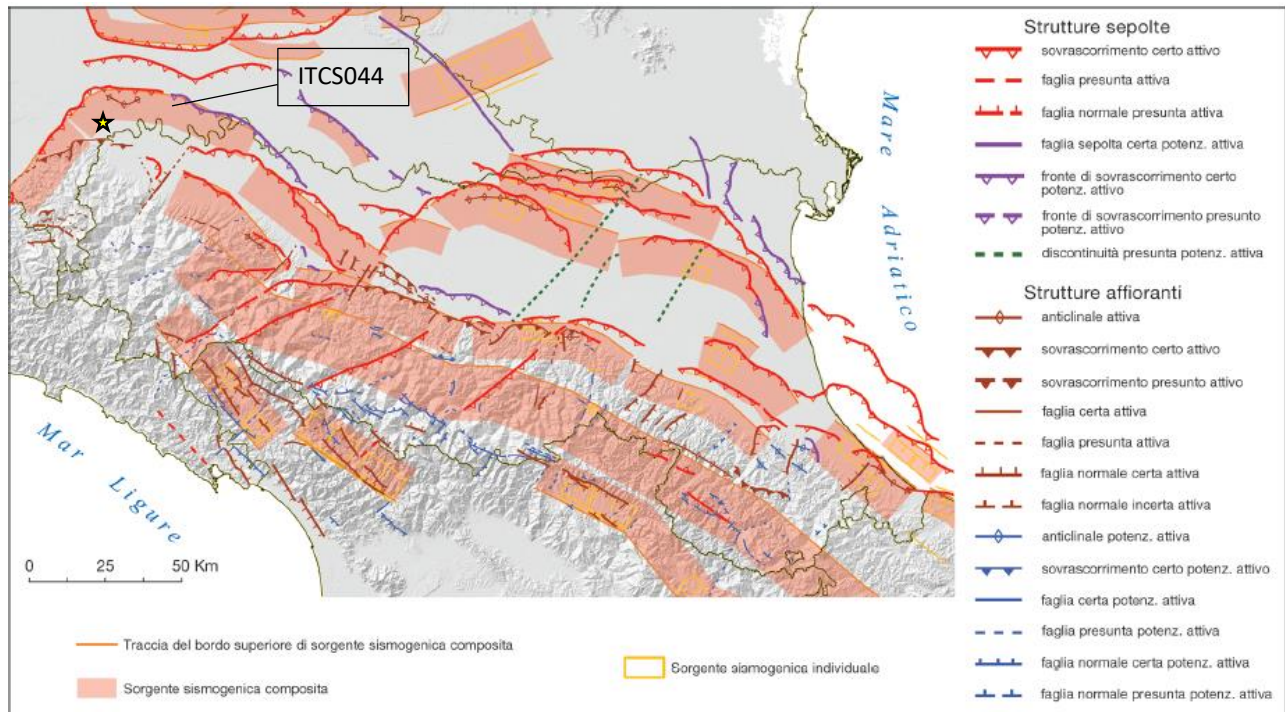 ITCS044
Mare Adriatico
Mar Ligure
0 25 50 Km
Traccia del bordo superiore di sorgente sismogenica composita
Sorgente sismogenica composita
Sorgente sismogenica individuale
Strutture sepolte
sovrascorrimento certo attivo
faglia presunta attiva
faglia normale presunta attiva
faglia sepolta certa potenz. attiva
fronte di sovrascorrimento certo
potenz. attivo
fronte di sovrascorrimento presunto
potenz. attivo
discontinuità presunta potenz. attiva
Strutture affioranti
anticlinale attiva
sovrascorrimento certo attivo
sovrascorrimento presunto attivo
faglia certa attiva
faglia presunta attiva
faglia normale certa attiva
faglia normale incerta attiva
anticlinale potenz. attiva
sovrascorrimento certo potenz. attivo
faglia certa potenz. attiva
faglia presunta potenz. attiva
faglia normale certa potenz. attiva
faglia normale presunta potenz. attiva